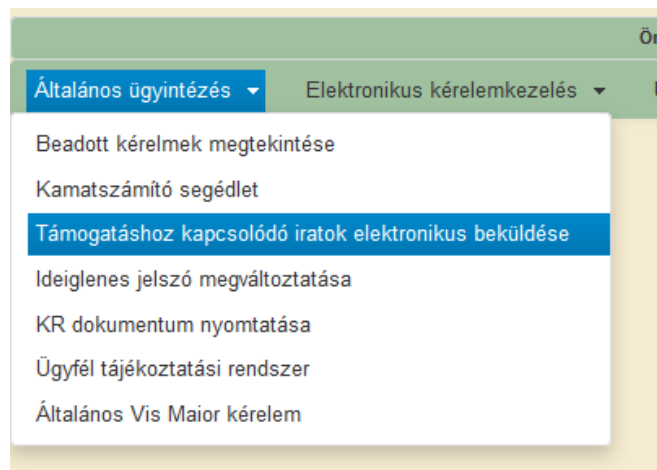 Általános ügyintézés Elektronikus kérelemkezelés
Beadott kérelmek megtekintése
Kamatszámító segédlet
Támogatáshoz kapcsolódó iratok elektronikus beküldése
Ideiglenes jelszó megváltoztatása
KR dokumentum nyomtatása
Ügyfél tájékoztatási rendszer
Általános Vis Maior kérelem